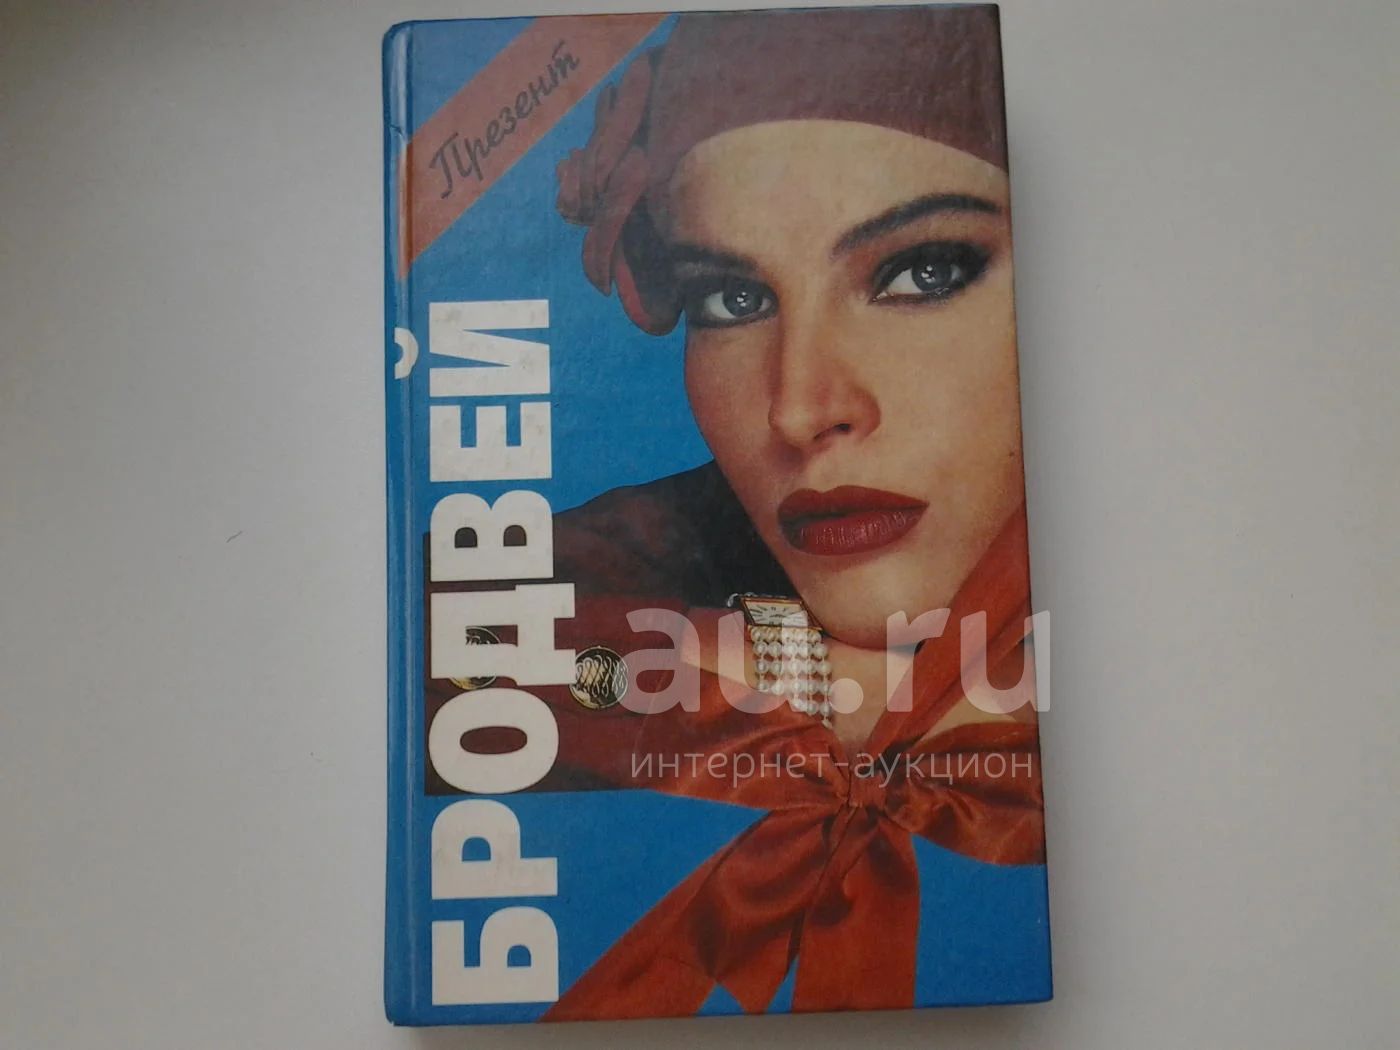 Презент
БРОДВЕЙ
au.ru
интернет-аукцион